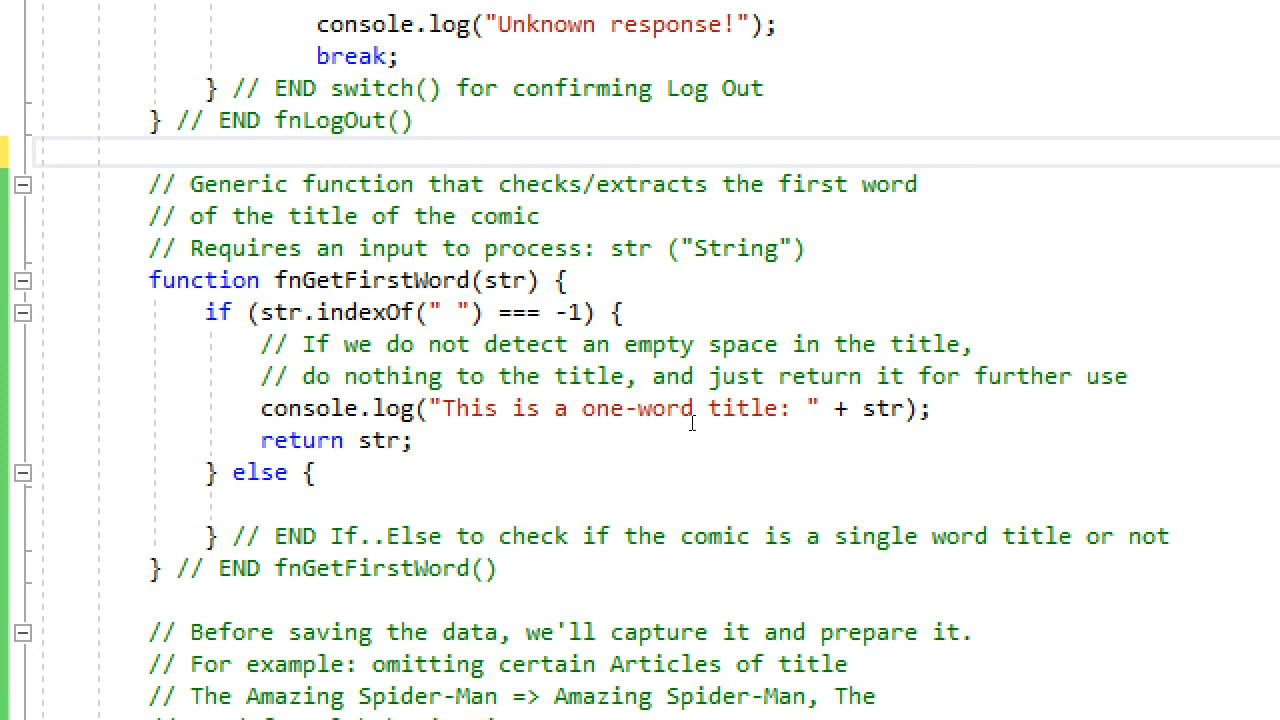 console.log("Unknown response!");
break;
} // END switch() for confirming Log Out
} // END fnLogOut()
// Generic function that checks/extracts the first word
// of the title of the comic
// Requires an input to process: str ("String")
function fnGetFirstWord(str) {
if (str.indexOf(" ") === -1) {
// If we do not detect an empty space in the title,
// do nothing to the title, and just return it for further use
console.log("This is a one-word title: " + str);
return str;
} else {
} // END If..Else to check if the comic is a single word title or not
} // END fnGetFirstWord()
// Before saving the data, we'll capture it and prepare it.
// For example: omitting certain Articles of title
// The Amazing Spider-Man => Amazing Spider-Man, The